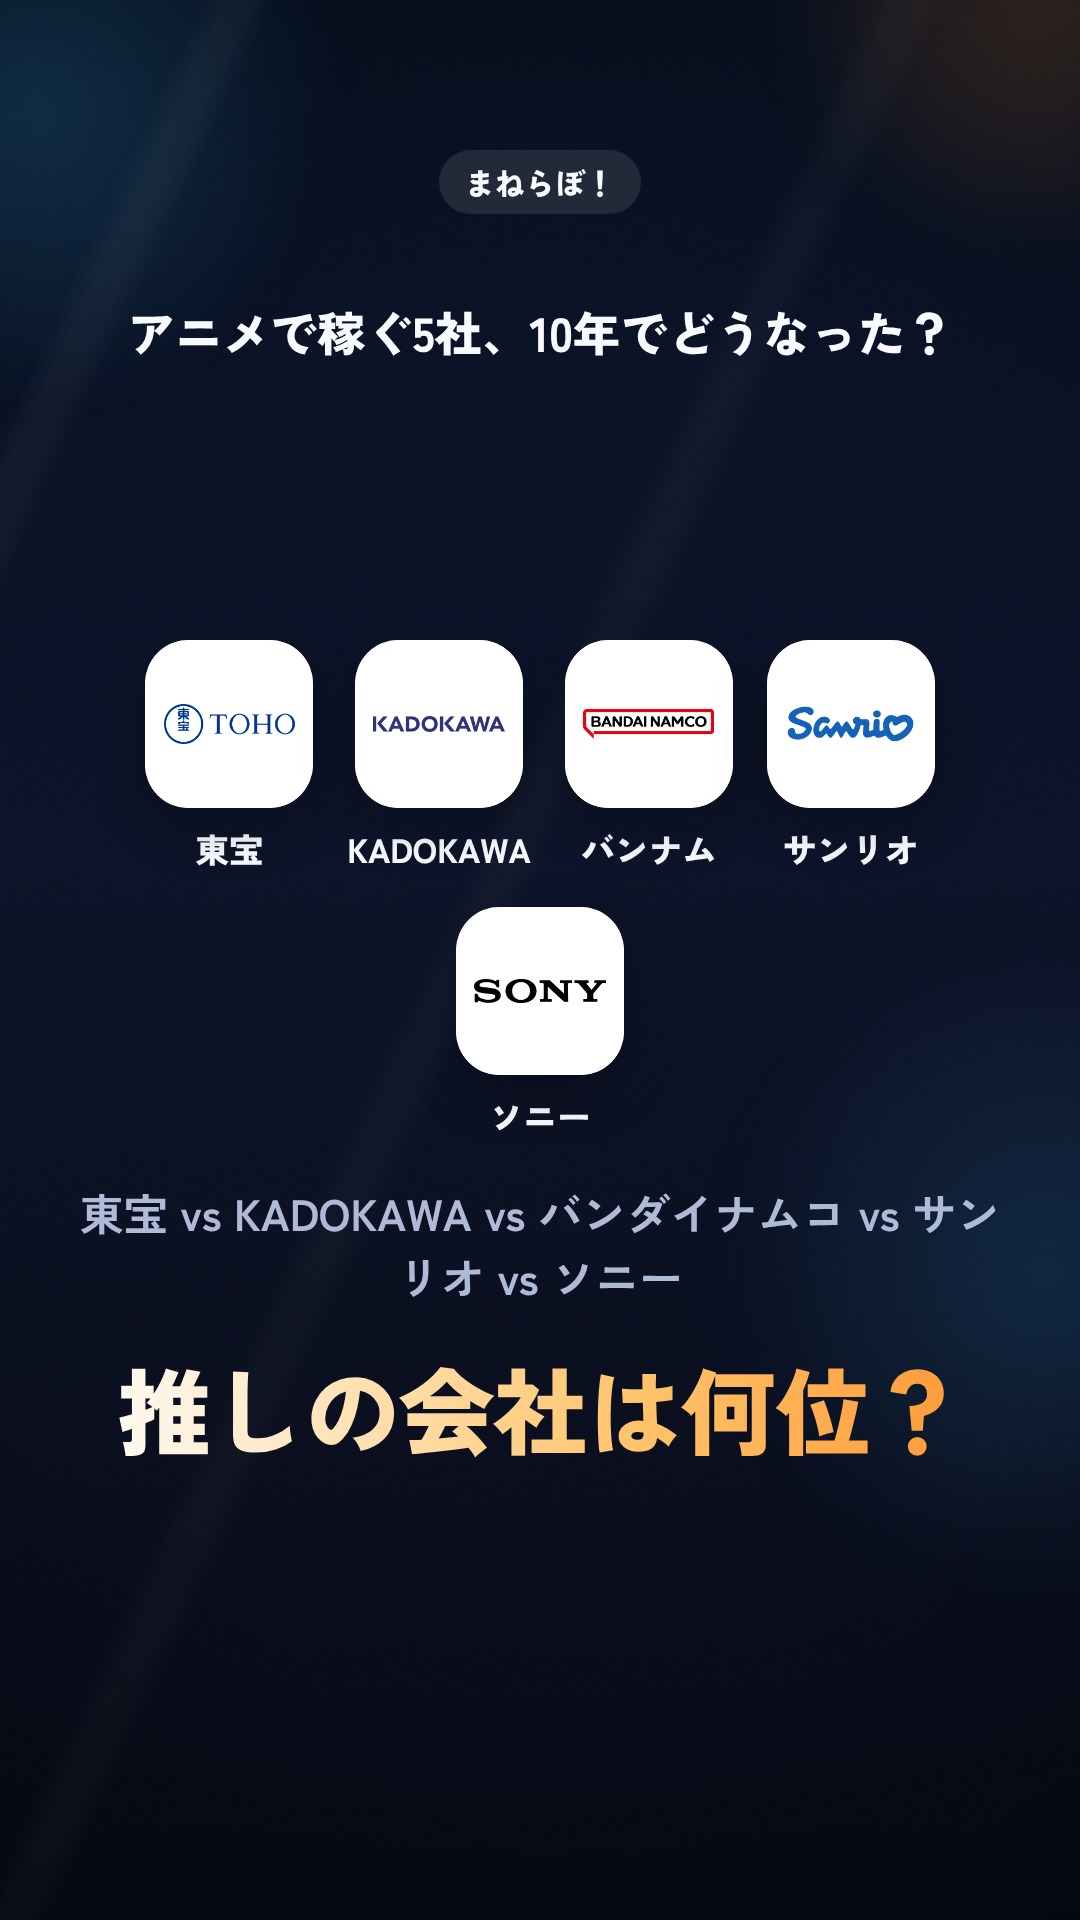 まねらぼ！
アニメで稼ぐ5社、10年でどうなった？
東宝 TOHO
KADOKAWA
BANDAI NAMCO
Sanrio
東宝
KADOKAWA
バンナム
サンリオ
SONY
ソニー
東宝 vs KADOKAWA vs バンダイナムコ vs サン
リオ vs ソニー
推しの会社は何位？